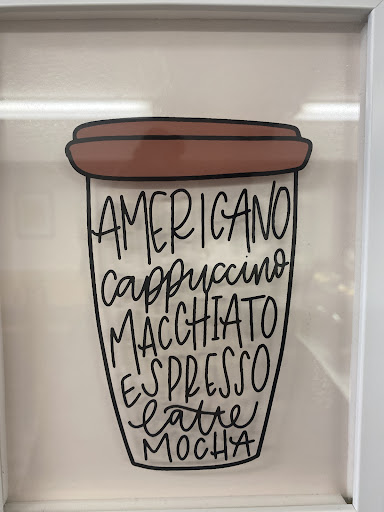 AMERICANO
cappuccino
MACCHIATO
ESPRESSO
latte
MOCHA